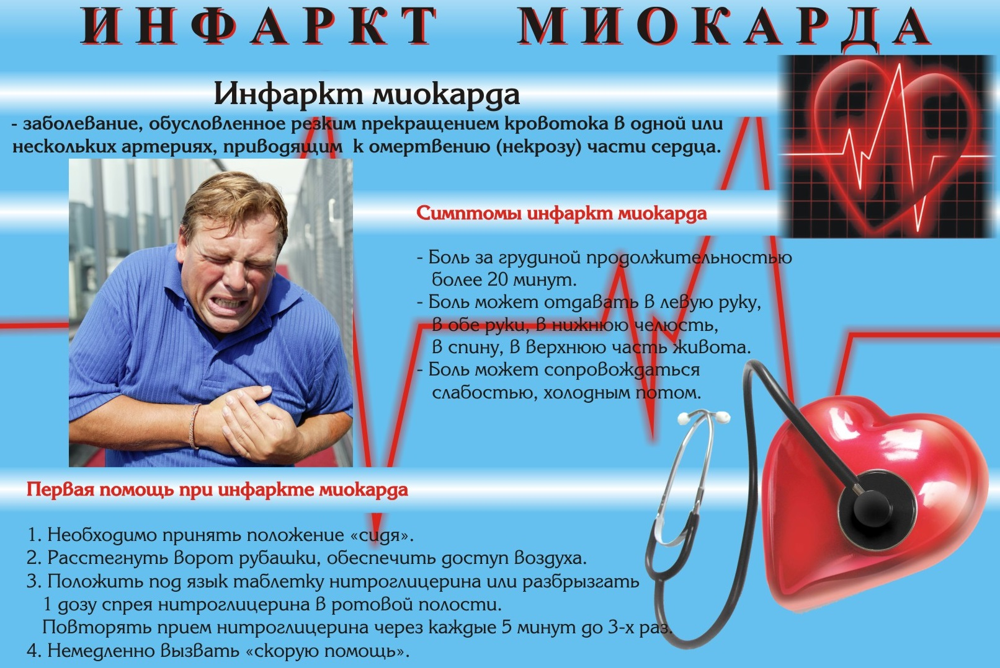 ИНФАРКТ МИОКАРДА
Инфаркт миокарда
- заболевание, обусловленное резким прекращением кровотока в одной или
нескольких артериях, приводящим к омертвению (некрозу) части сердца.
Симптомы инфаркт миокарда
- Боль за грудиной продолжительностью
более 20 минут.
- Боль может отдавать в левую руку,
в обе руки, в нижнюю челюсть,
в спину, в верхнюю часть живота.
- Боль может сопровождаться
слабостью, холодным потом.
Первая помощь при инфаркте миокарда
1. Необходимо принять положение «сидя».
2. Расстегнуть ворот рубашки, обеспечить доступ воздуха.
3. Положить под язык таблетку нитроглицерина или разбрызгать
1 дозу спрея нитроглицерина в ротовой полости.
Повторять прием нитроглицерина через каждые 5 минут до 3-х раз.
4. Немедленно вызвать «скорую помощь».